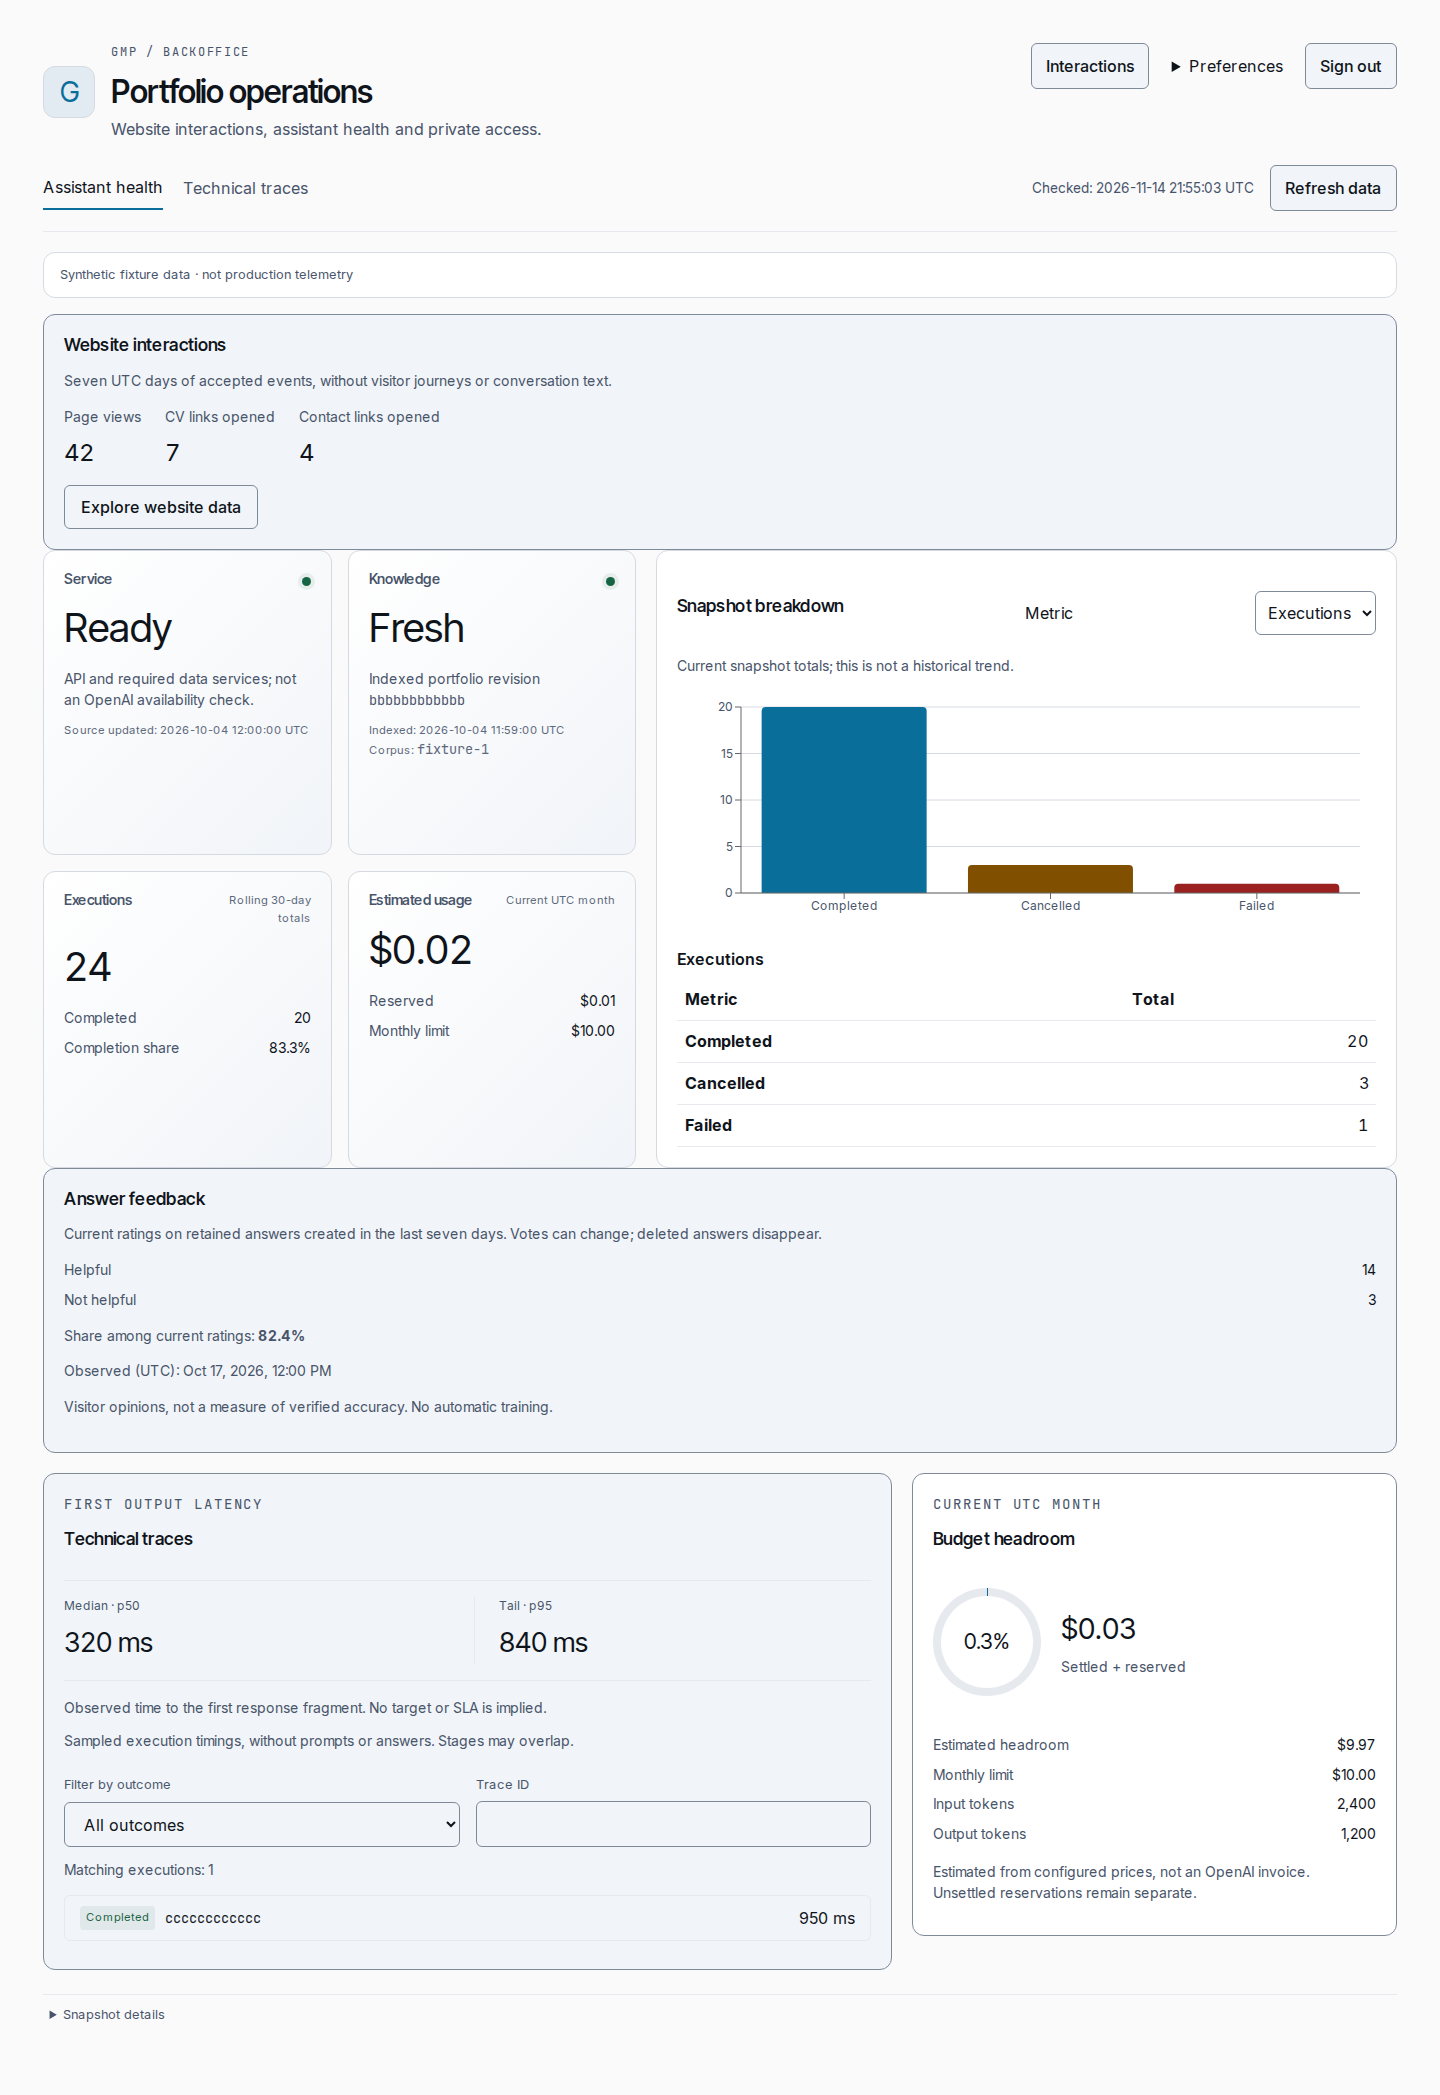 GMP / BACKOFFICE
G
Portfolio operations
Website interactions, assistant health and private access.
Interactions
▶ Preferences
Sign out
Assistant health
Technical traces
Checked: 2026-11-14 21:55:03 UTC
Refresh data
Synthetic fixture data · not production telemetry
Website interactions
Seven UTC days of accepted events, without visitor journeys or conversation text.
Page views CV links opened Contact links opened
42 7 4
Explore website data
Service
Ready
API and required data services; not
an OpenAI availability check.
Source updated: 2026-10-04 12:00:00 UTC
Knowledge
Fresh
Indexed portfolio revision
bbbbbbbbbbbb
Indexed: 2026-10-04 11:59:00 UTC
Corpus: fixture-1
Executions
Rolling 30-day
totals
24
Completed 20
Completion share 83.3%
Estimated usage
Current UTC month
$0.02
Reserved $0.01
Monthly limit $10.00
Snapshot breakdown
Metric
Executions
Current snapshot totals; this is not a historical trend.
20
15
10
5
0
Completed Cancelled Failed
Executions
Metric Total
Completed 20
Cancelled 3
Failed 1
Answer feedback
Current ratings on retained answers created in the last seven days. Votes can change; deleted answers disappear.
Helpful 14
Not helpful 3
Share among current ratings: 82.4%
Observed (UTC): Oct 17, 2026, 12:00 PM
Visitor opinions, not a measure of verified accuracy. No automatic training.
FIRST OUTPUT LATENCY
Technical traces
Median · p50
320 ms
Tail · p95
840 ms
Observed time to the first response fragment. No target or SLA is implied.
Sampled execution timings, without prompts or answers. Stages may overlap.
Filter by outcome
All outcomes
Trace ID
Matching executions: 1
Completed cccccccccccc 950 ms
CURRENT UTC MONTH
Budget headroom
0.3%
$0.03
Settled + reserved
Estimated headroom $9.97
Monthly limit $10.00
Input tokens 2,400
Output tokens 1,200
Estimated from configured prices, not an OpenAI invoice.
Unsettled reservations remain separate.
▶ Snapshot details